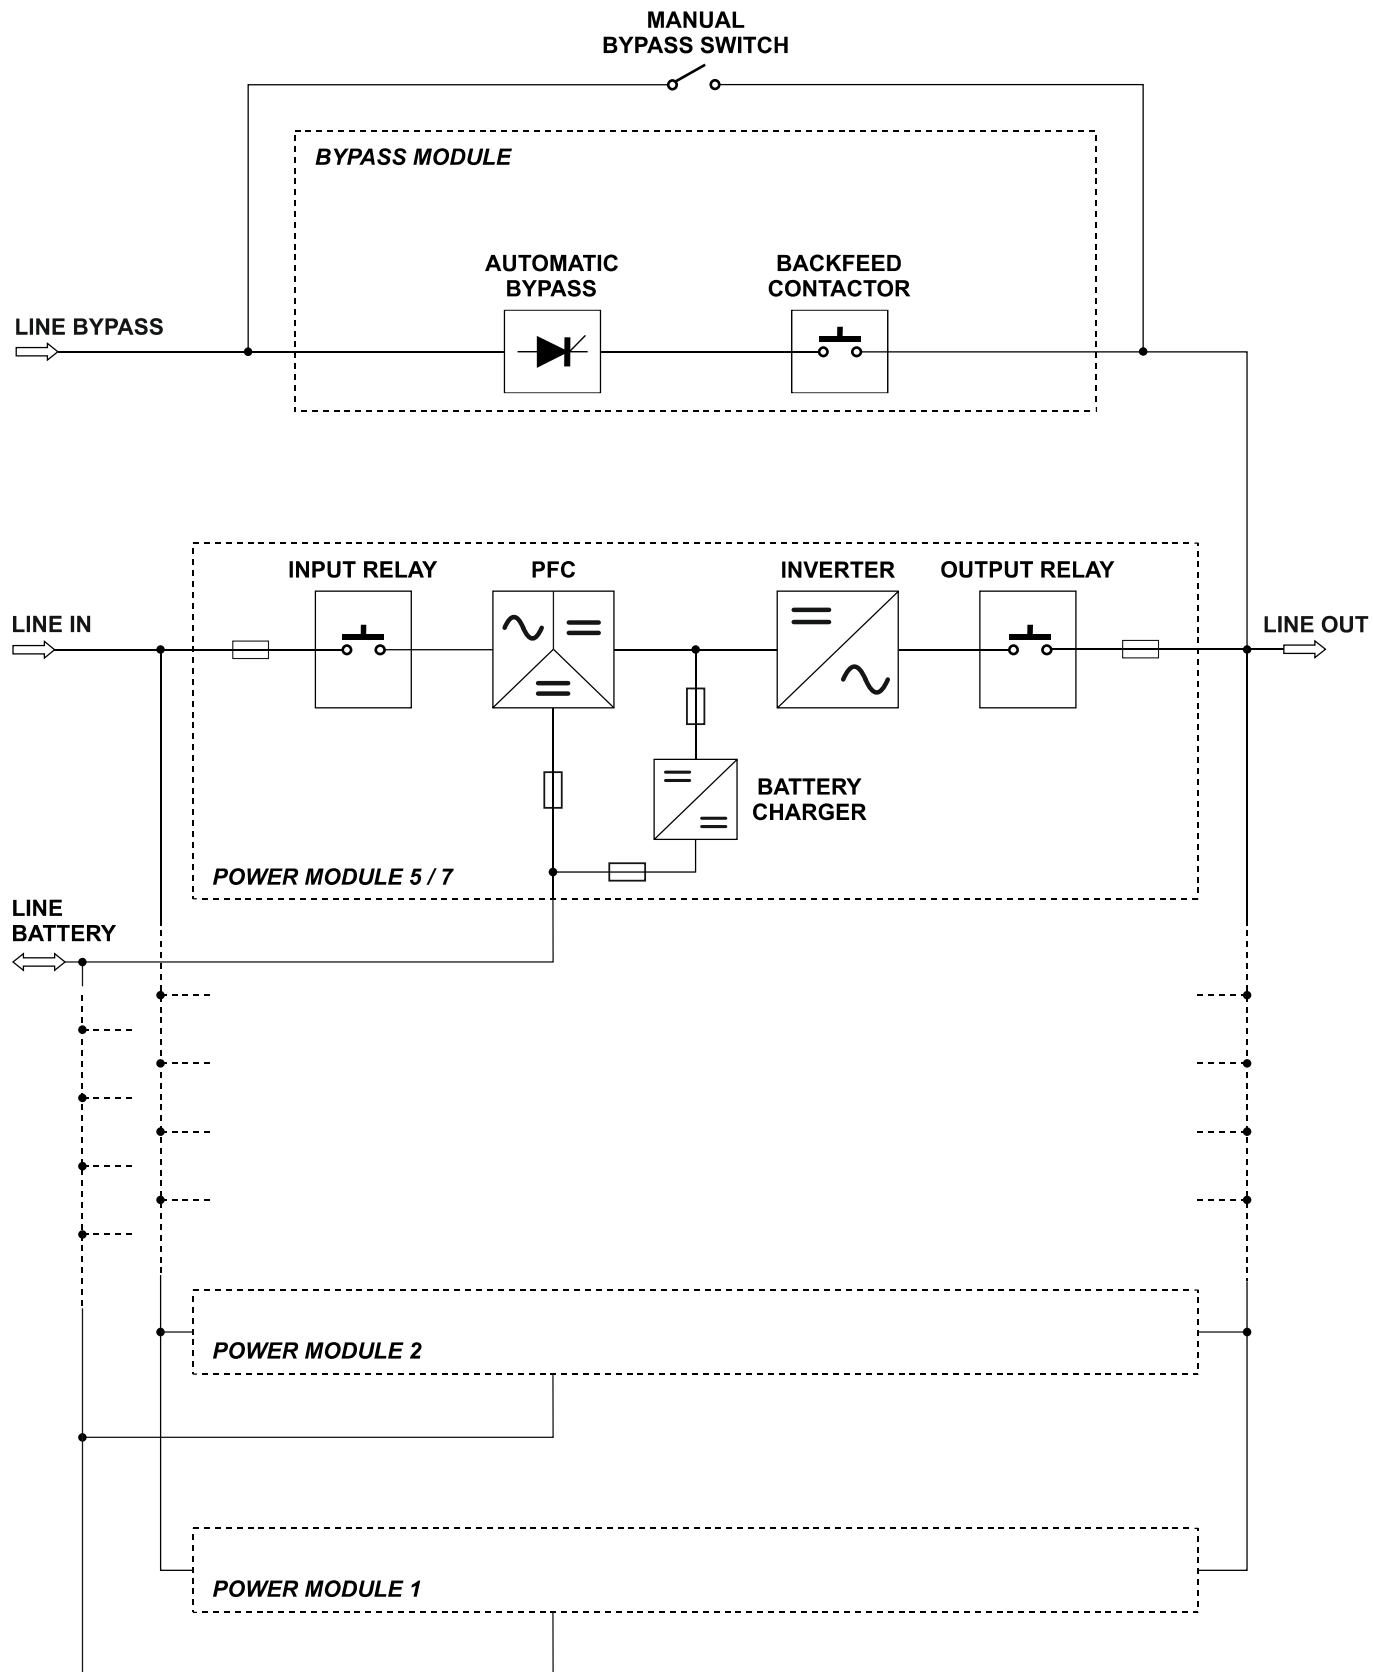 MANUAL
BYPASS SWITCH
BYPASS MODULE
AUTOMATIC
BYPASS
BACKFEED
CONTACTOR
LINE BYPASS
INPUT RELAY
PFC
INVERTER
OUTPUT RELAY
LINE IN
LINE OUT
BATTERY
CHARGER
POWER MODULE 5 / 7
LINE
BATTERY
POWER MODULE 2
POWER MODULE 1